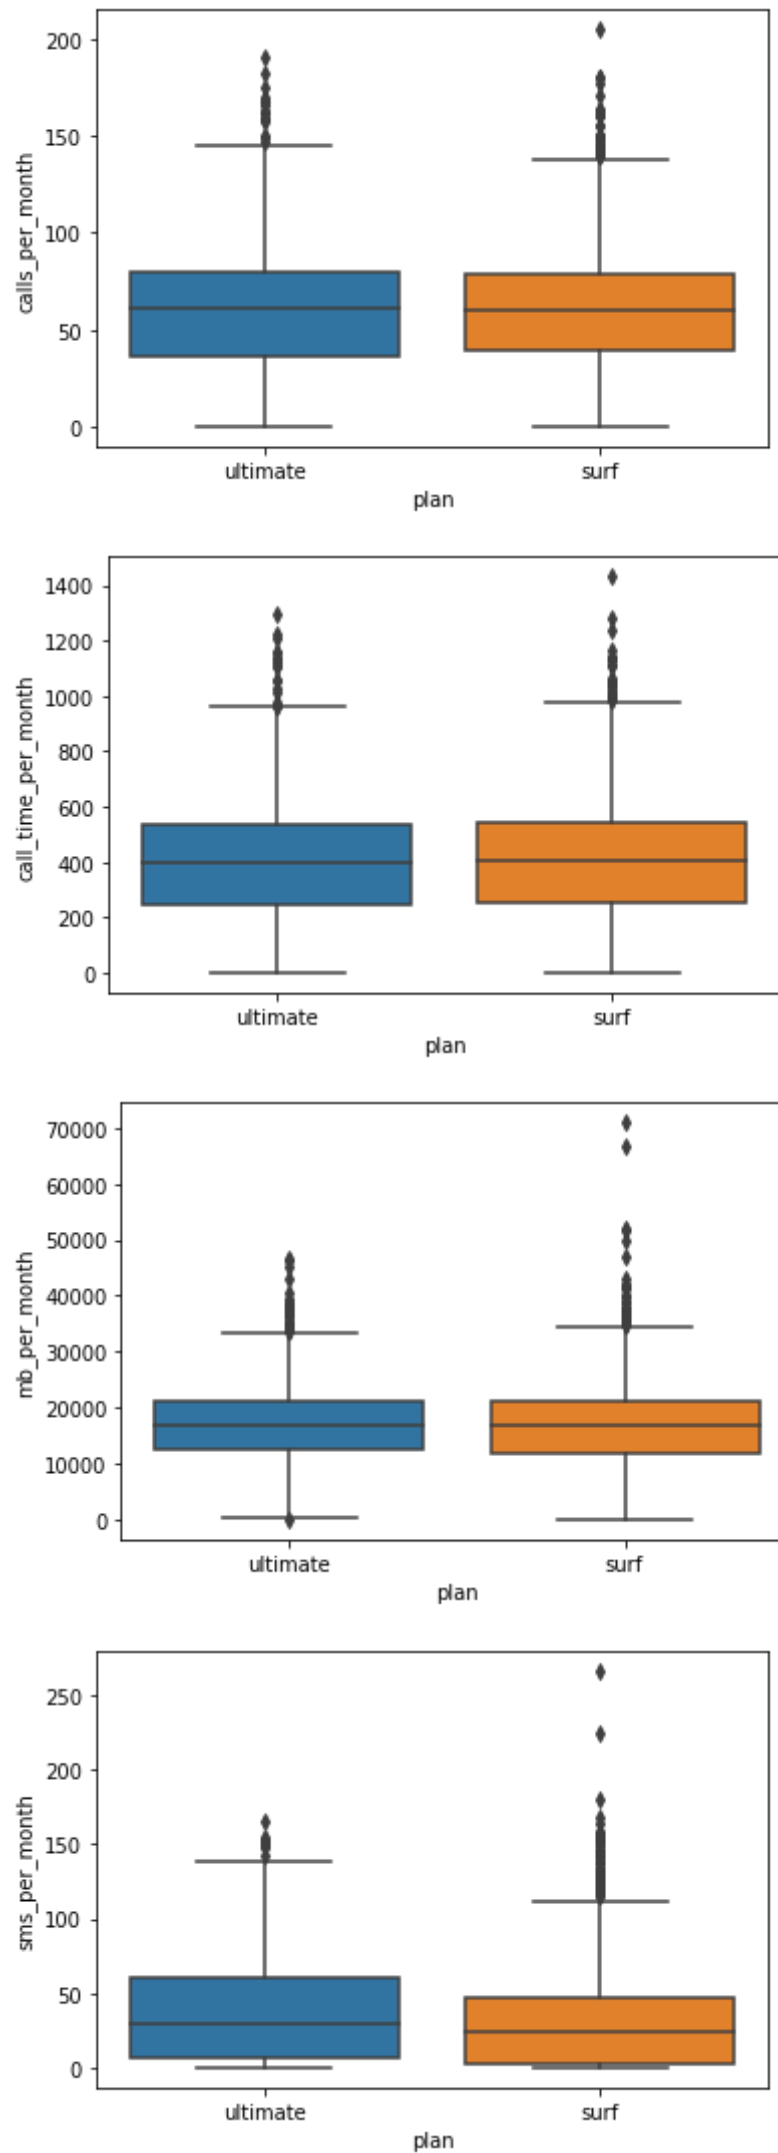 200
150
100
50
0
calls_per_month
ultimate surf
plan
1400
1200
1000
800
600
400
200
0
call_time_per_month
ultimate surf
plan
70000
60000
50000
40000
30000
20000
10000
0
mb_per_month
ultimate surf
plan
250
200
150
100
50
0
sms_per_month
ultimate surf
plan